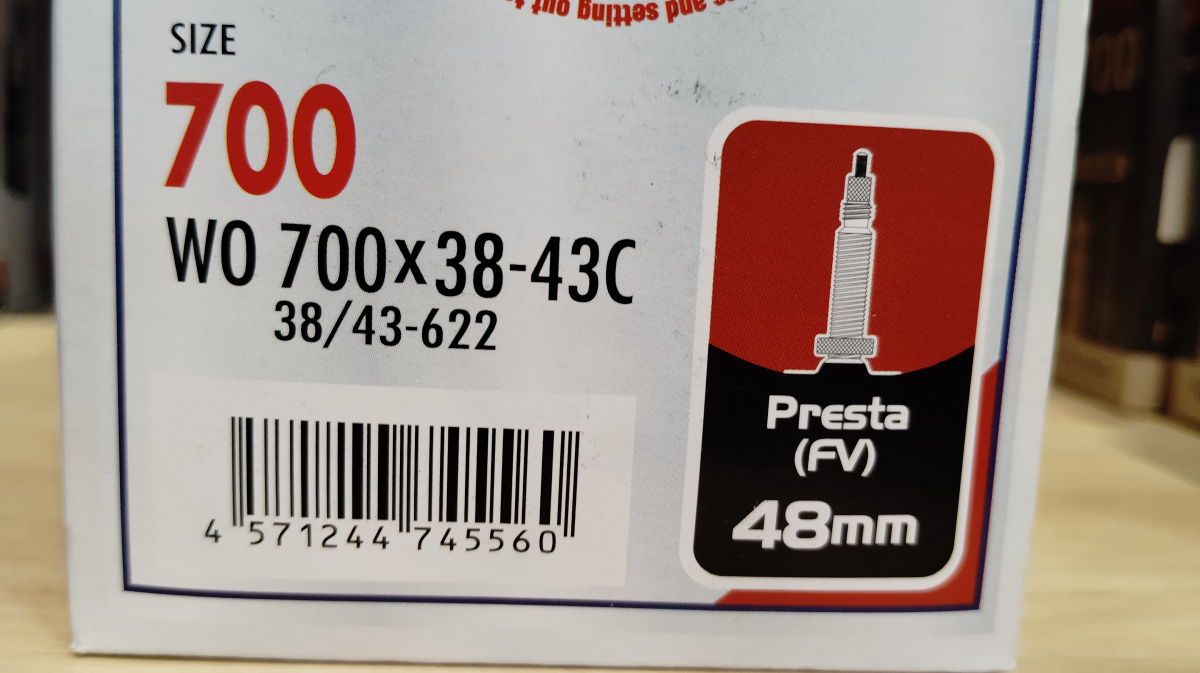 and setting out
SIZE
700
WO 700x38-43C
38/43-622
4 571244 745560
Presta
(FV)
48mm